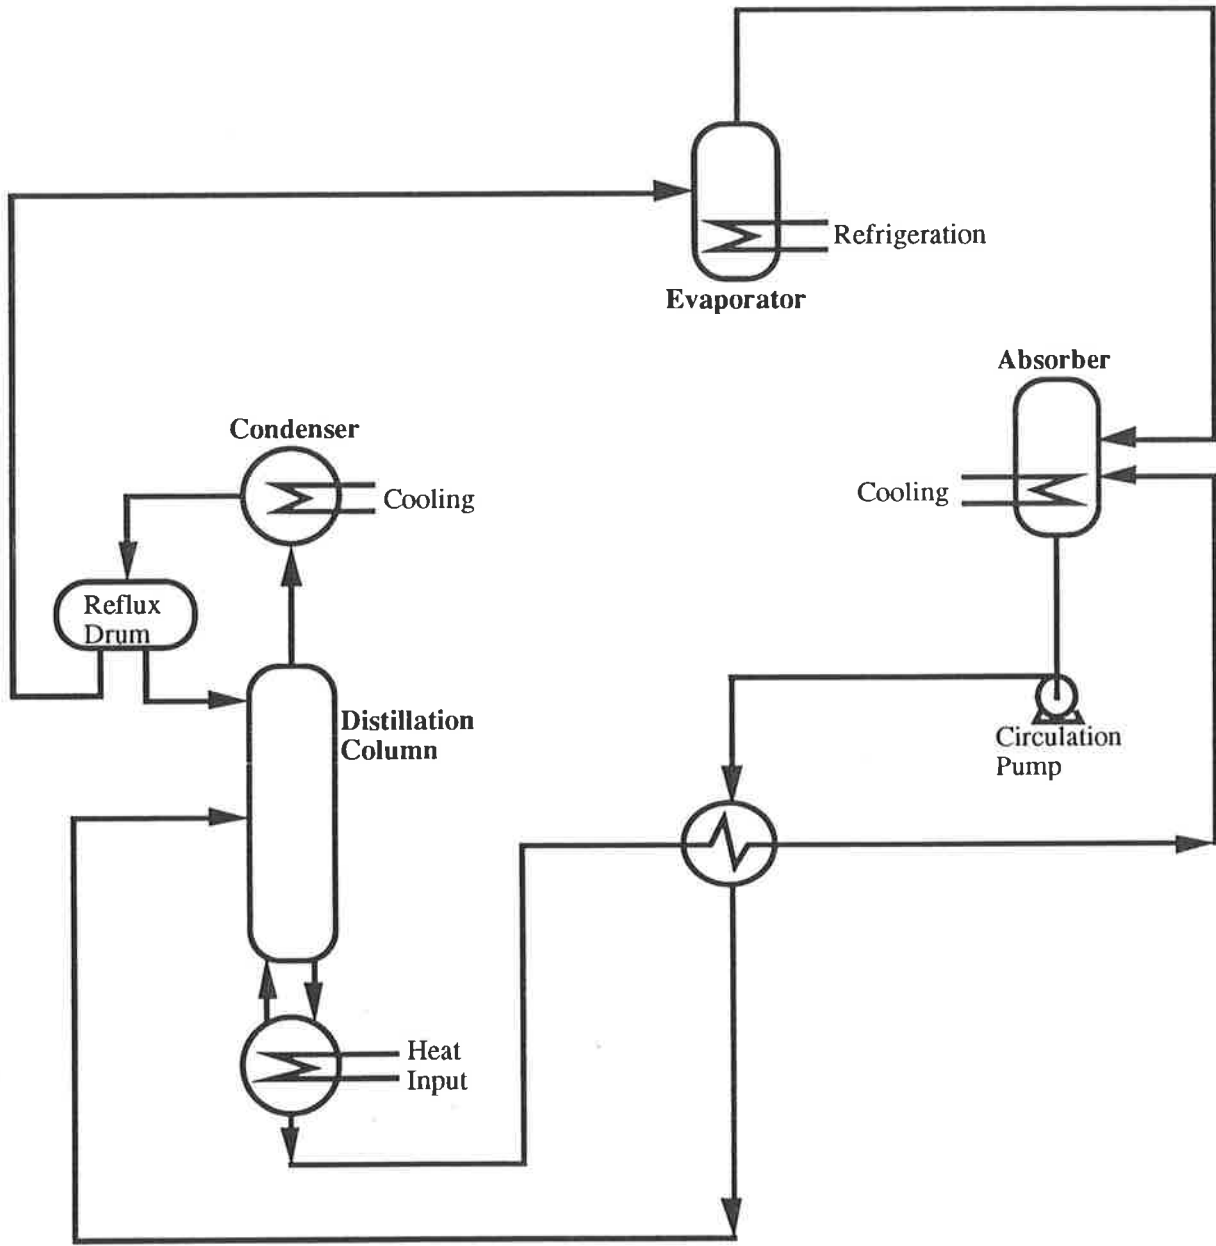 Refrigeration
Evaporator
Absorber
Condenser
Cooling
Cooling
Reflux
Drum
Distillation
Column
Circulation
Pump
Heat
Input